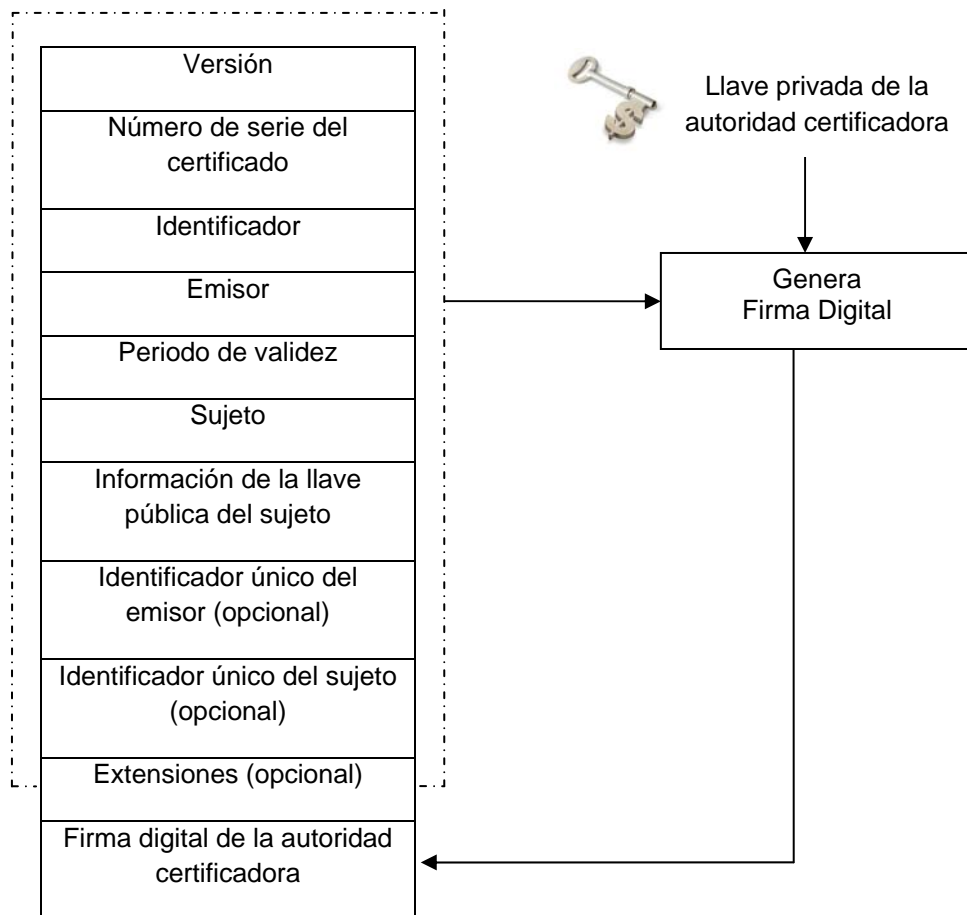 Versión
Número de serie del
certificado
Identificador
Emisor
Periodo de validez
Sujeto
Información de la llave
pública del sujeto
Identificador único del
emisor (opcional)
Identificador único del sujeto
(opcional)
Extensiones (opcional)
Firma digital de la autoridad
certificadora
$
Llave privada de la
autoridad certificadora
Genera
Firma Digital